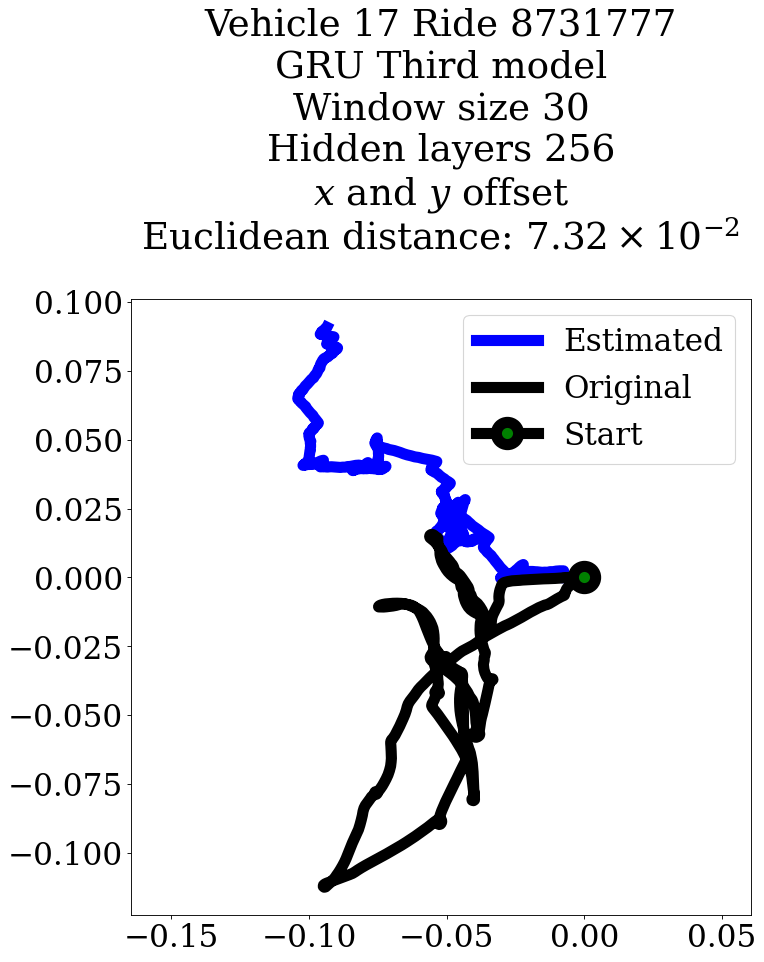 Vehicle 17 Ride 8731777
GRU Third model
Window size 30
Hidden layers 256
x and y offset
Euclidean distance: 7.32 × 10⁻²
Estimated
Original
Start
0.100
0.075
0.050
0.025
0.000
−0.025
−0.050
−0.075
−0.100
−0.15 −0.10 −0.05 0.00 0.05